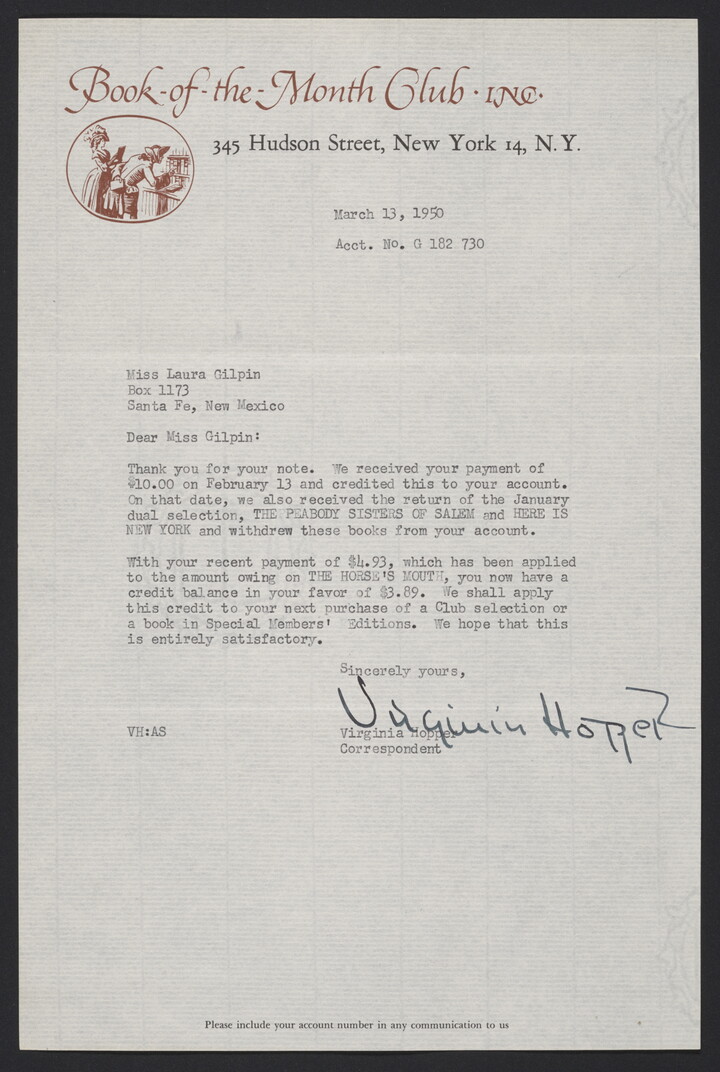 Book-of-the-Month Club · INC·
345 Hudson Street, New York 14, N.Y.
March 13, 1950
Acct. No. G 182 730
Miss Laura Gilpin
Box 1173
Santa Fe, New Mexico
Dear Miss Gilpin:
Thank you for your note. We received your payment of
$10.00 on February 13 and credited this to your account.
On that date, we also received the return of the January
dual selection, THE PEABODY SISTERS OF SALEM and HERE IS
NEW YORK and withdrew these books from your account.
With your recent payment of $4.93, which has been applied
to the amount owing on THE HORSE'S MOUTH, you now have a
credit balance in your favor of $3.89. We shall apply
this credit to your next purchase of a Club selection or
a book in Special Members' Editions. We hope that this
is entirely satisfactory.
Sincerely yours,
Virginia Hopper
VH:AS
Virginia Hopper
Correspondent
Please include your account number in any communication to us